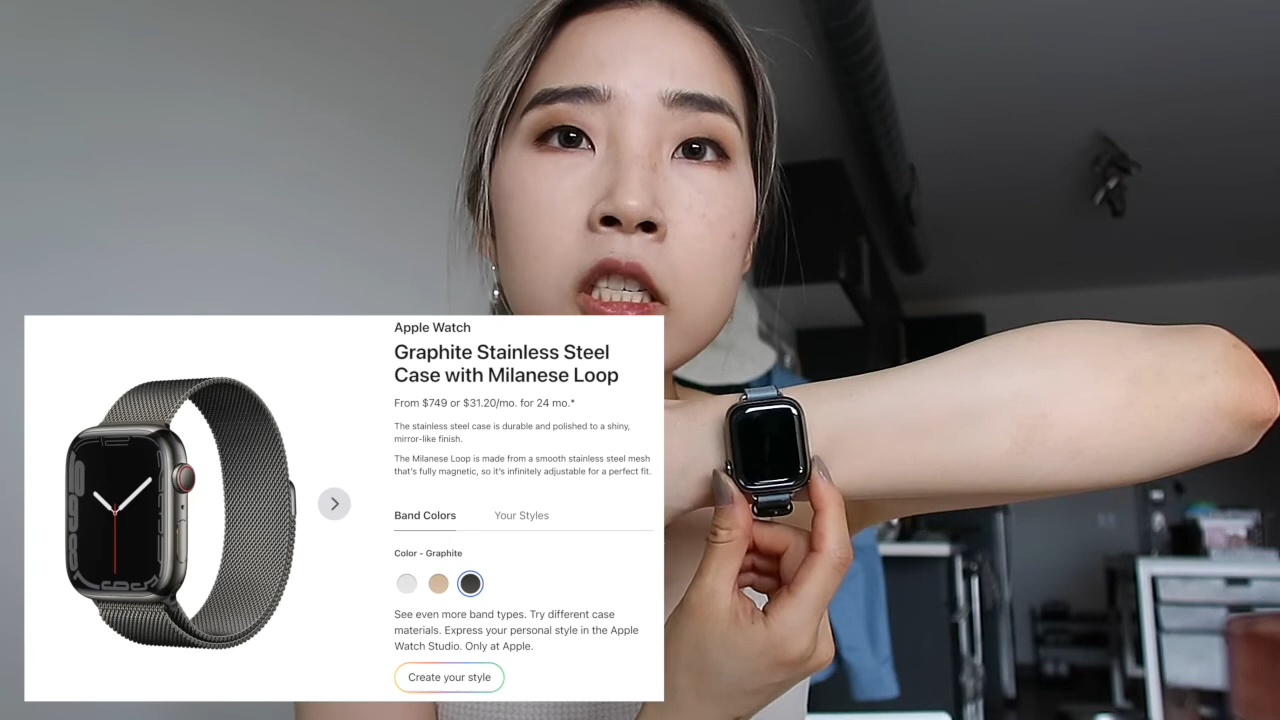 Apple Watch
Graphite Stainless Steel
Case with Milanese Loop
From $749 or $31.20/mo. for 24 mo.*
The stainless steel case is durable and polished to a shiny,
mirror-like finish.
The Milanese Loop is made from a smooth stainless steel mesh
that's fully magnetic, so it's infinitely adjustable for a perfect fit.
Band Colors Your Styles
Color - Graphite
See even more band types. Try different case
materials. Express your personal style in the Apple
Watch Studio. Only at Apple.
Create your style